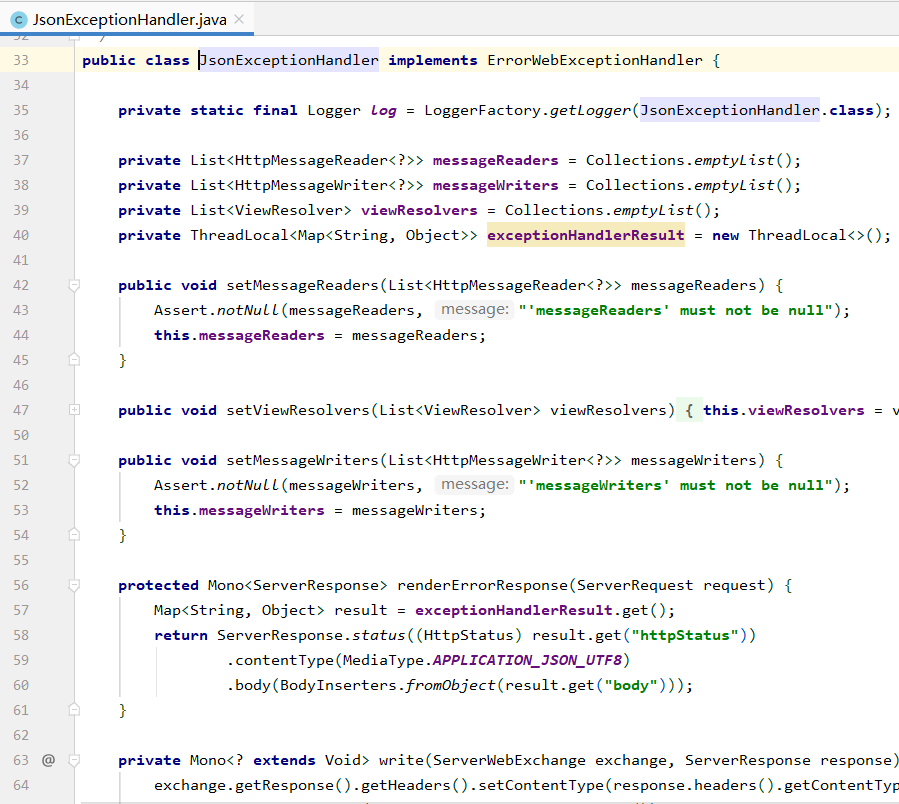 C JsonExceptionHandler.java ×
32 */
33 public class JsonExceptionHandler implements ErrorWebExceptionHandler {
34
35 private static final Logger log = LoggerFactory.getLogger(JsonExceptionHandler.class);
36
37 private List<HttpMessageReader<?>> messageReaders = Collections.emptyList();
38 private List<HttpMessageWriter<?>> messageWriters = Collections.emptyList();
39 private List<ViewResolver> viewResolvers = Collections.emptyList();
40 private ThreadLocal<Map<String, Object>> exceptionHandlerResult = new ThreadLocal<>();
41
42 public void setMessageReaders(List<HttpMessageReader<?>> messageReaders) {
43 Assert.notNull(messageReaders, message: "'messageReaders' must not be null");
44 this.messageReaders = messageReaders;
45 }
46
47 public void setViewResolvers(List<ViewResolver> viewResolvers) { this.viewResolvers = v
50
51 public void setMessageWriters(List<HttpMessageWriter<?>> messageWriters) {
52 Assert.notNull(messageWriters, message: "'messageWriters' must not be null");
53 this.messageWriters = messageWriters;
54 }
55
56 protected Mono<ServerResponse> renderErrorResponse(ServerRequest request) {
57 Map<String, Object> result = exceptionHandlerResult.get();
58 return ServerResponse.status((HttpStatus) result.get("httpStatus"))
59 .contentType(MediaType.APPLICATION_JSON_UTF8)
60 .body(BodyInserters.fromObject(result.get("body")));
61 }
62
63 @ private Mono<? extends Void> write(ServerWebExchange exchange, ServerResponse response)
64 exchange.getResponse().getHeaders().setContentType(response.headers().getContentTyp